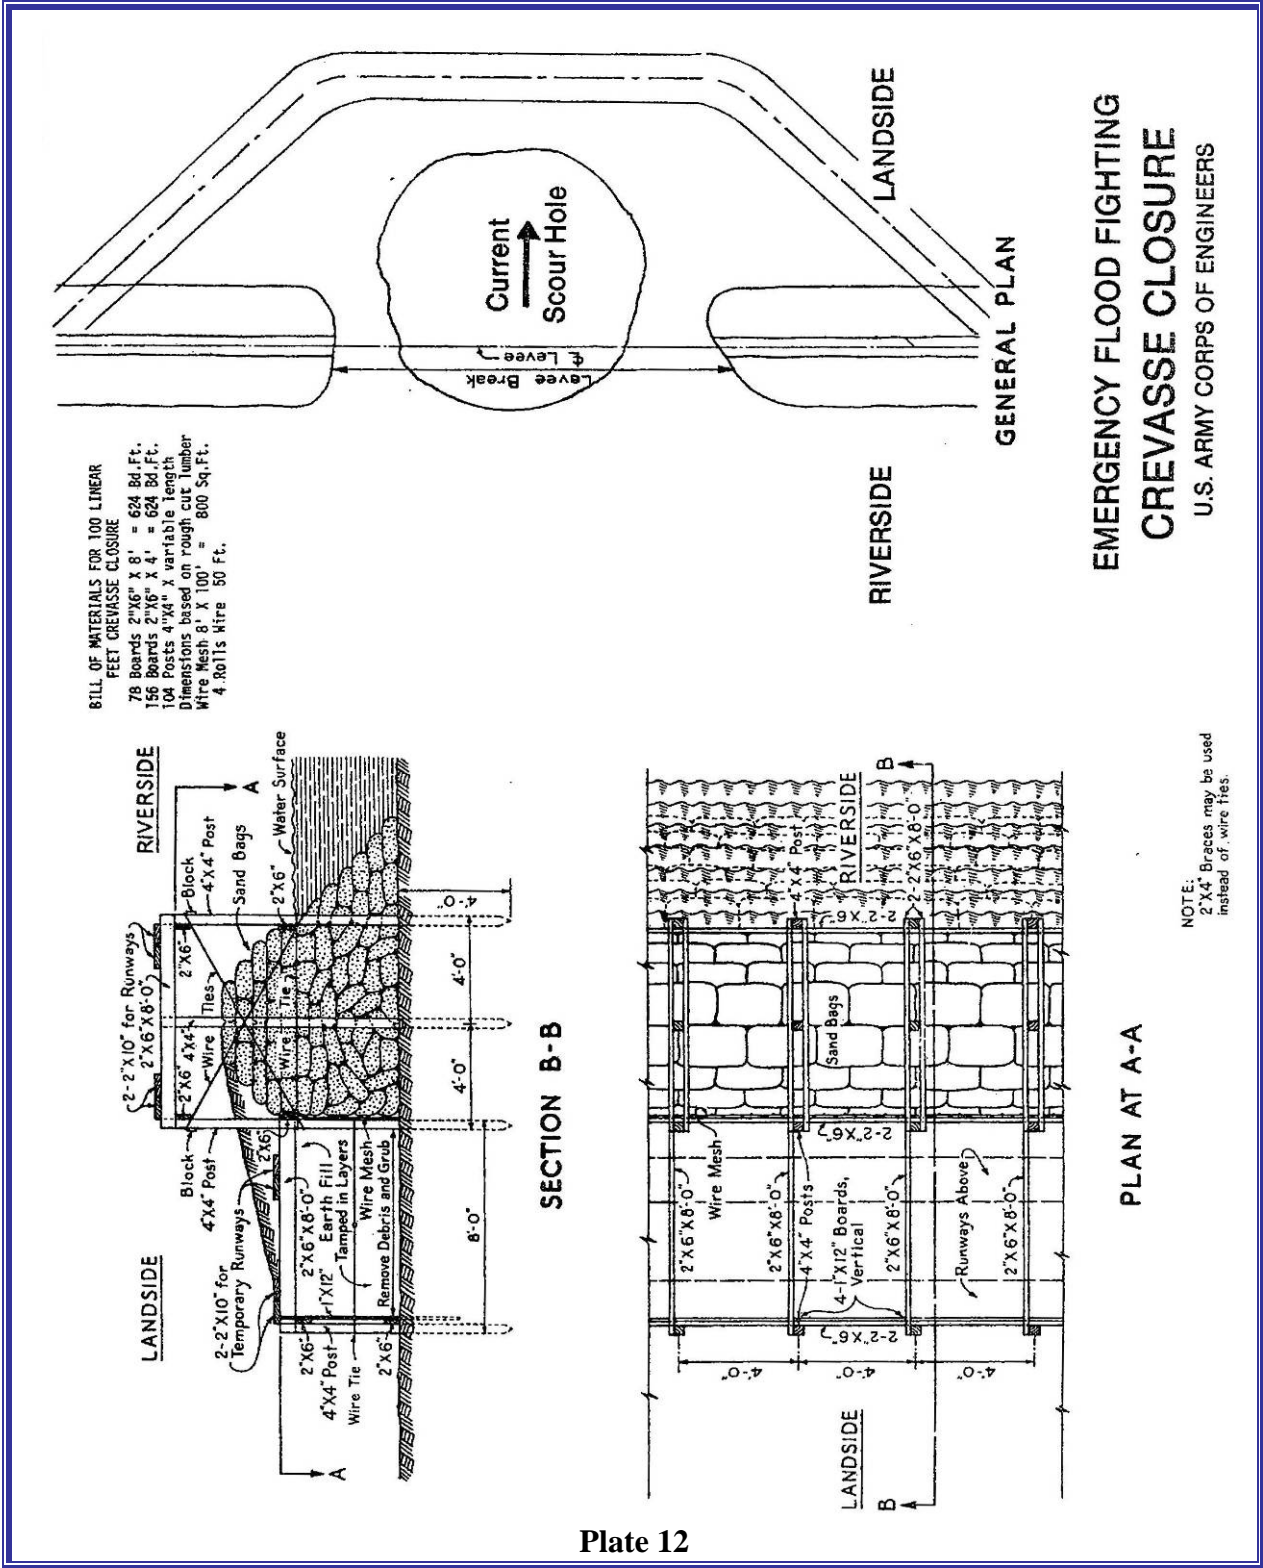 BILL OF MATERIALS FOR 100 LINEAR
FEET CREVASSE CLOSURE
78 Boards 2"X6" X 8' = 624 Bd.Ft.
156 Boards 2"X6" X 4' = 624 Bd.Ft.
104 Posts 4"X4" X variable length
Dimensions based on rough cut lumber
Wire Mesh 8' X 100' = 800 Sq.Ft.
4 Rolls Wire 50 Ft.
LANDSIDE
RIVERSIDE
2-2"X10" for Runways
2"X6"X8'-0"
Block
4"X4" Post
2"X6"
4"X4"
2"X6"
Wire Ties
Block
4"X4" Post
Sand Bags
2-2"X10" for
Temporary Runways
2"X6"
2"X6"
Water Surface
A
A
2"X6"
4"X4" Post
Wire Tie
2"X6"
1"X12"
2"X6"X8'-0"
Earth Fill
Tamped in Layers
Wire Mesh
Remove Debris and Grub
Wire Tie
8'-0"
4'-0"
4'-0"
4'-0"
SECTION B-B
LANDSIDE
RIVERSIDE
B
B
4'-0"
4'-0"
4'-0"
2"X6"X8'-0"
Wire Mesh
2"X6"X8'-0"
4"X4" Posts
4-1"X12" Boards,
Vertical
2-2"X6"
2-2"X6"
2"X6"X8'-0"
Runways Above
2"X6"X8'-0"
Sand Bags
4"X4" Post
2-2"X6"
2-2"X6"X8'-0"
PLAN AT A-A
NOTE:
2"X4" Braces may be used
instead of wire ties.
Current
Scour Hole
℄ Levee
Levee Break
LANDSIDE
RIVERSIDE
GENERAL PLAN
EMERGENCY FLOOD FIGHTING
CREVASSE CLOSURE
U.S. ARMY CORPS OF ENGINEERS
Plate 12